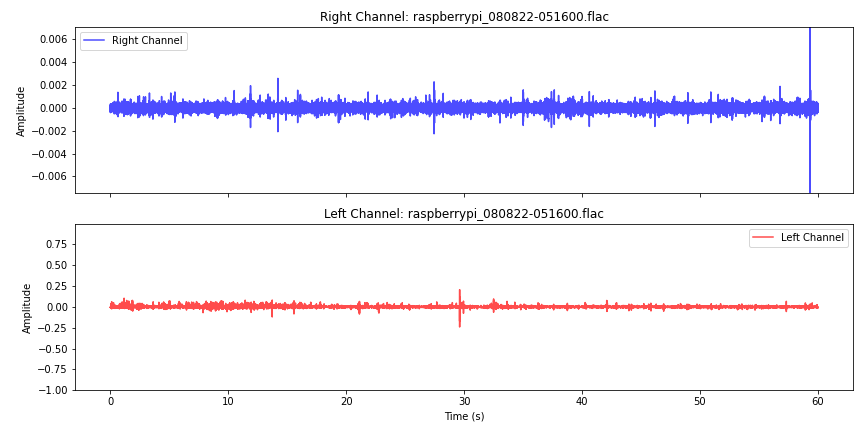 Right Channel: raspberrypi_080822-051600.flac
0.006
0.004
0.002
0.000
−0.002
−0.004
−0.006
Amplitude
Right Channel
Left Channel: raspberrypi_080822-051600.flac
0.75
0.50
0.25
0.00
−0.25
−0.50
−0.75
−1.00
Amplitude
Left Channel
0 10 20 30 40 50 60
Time (s)